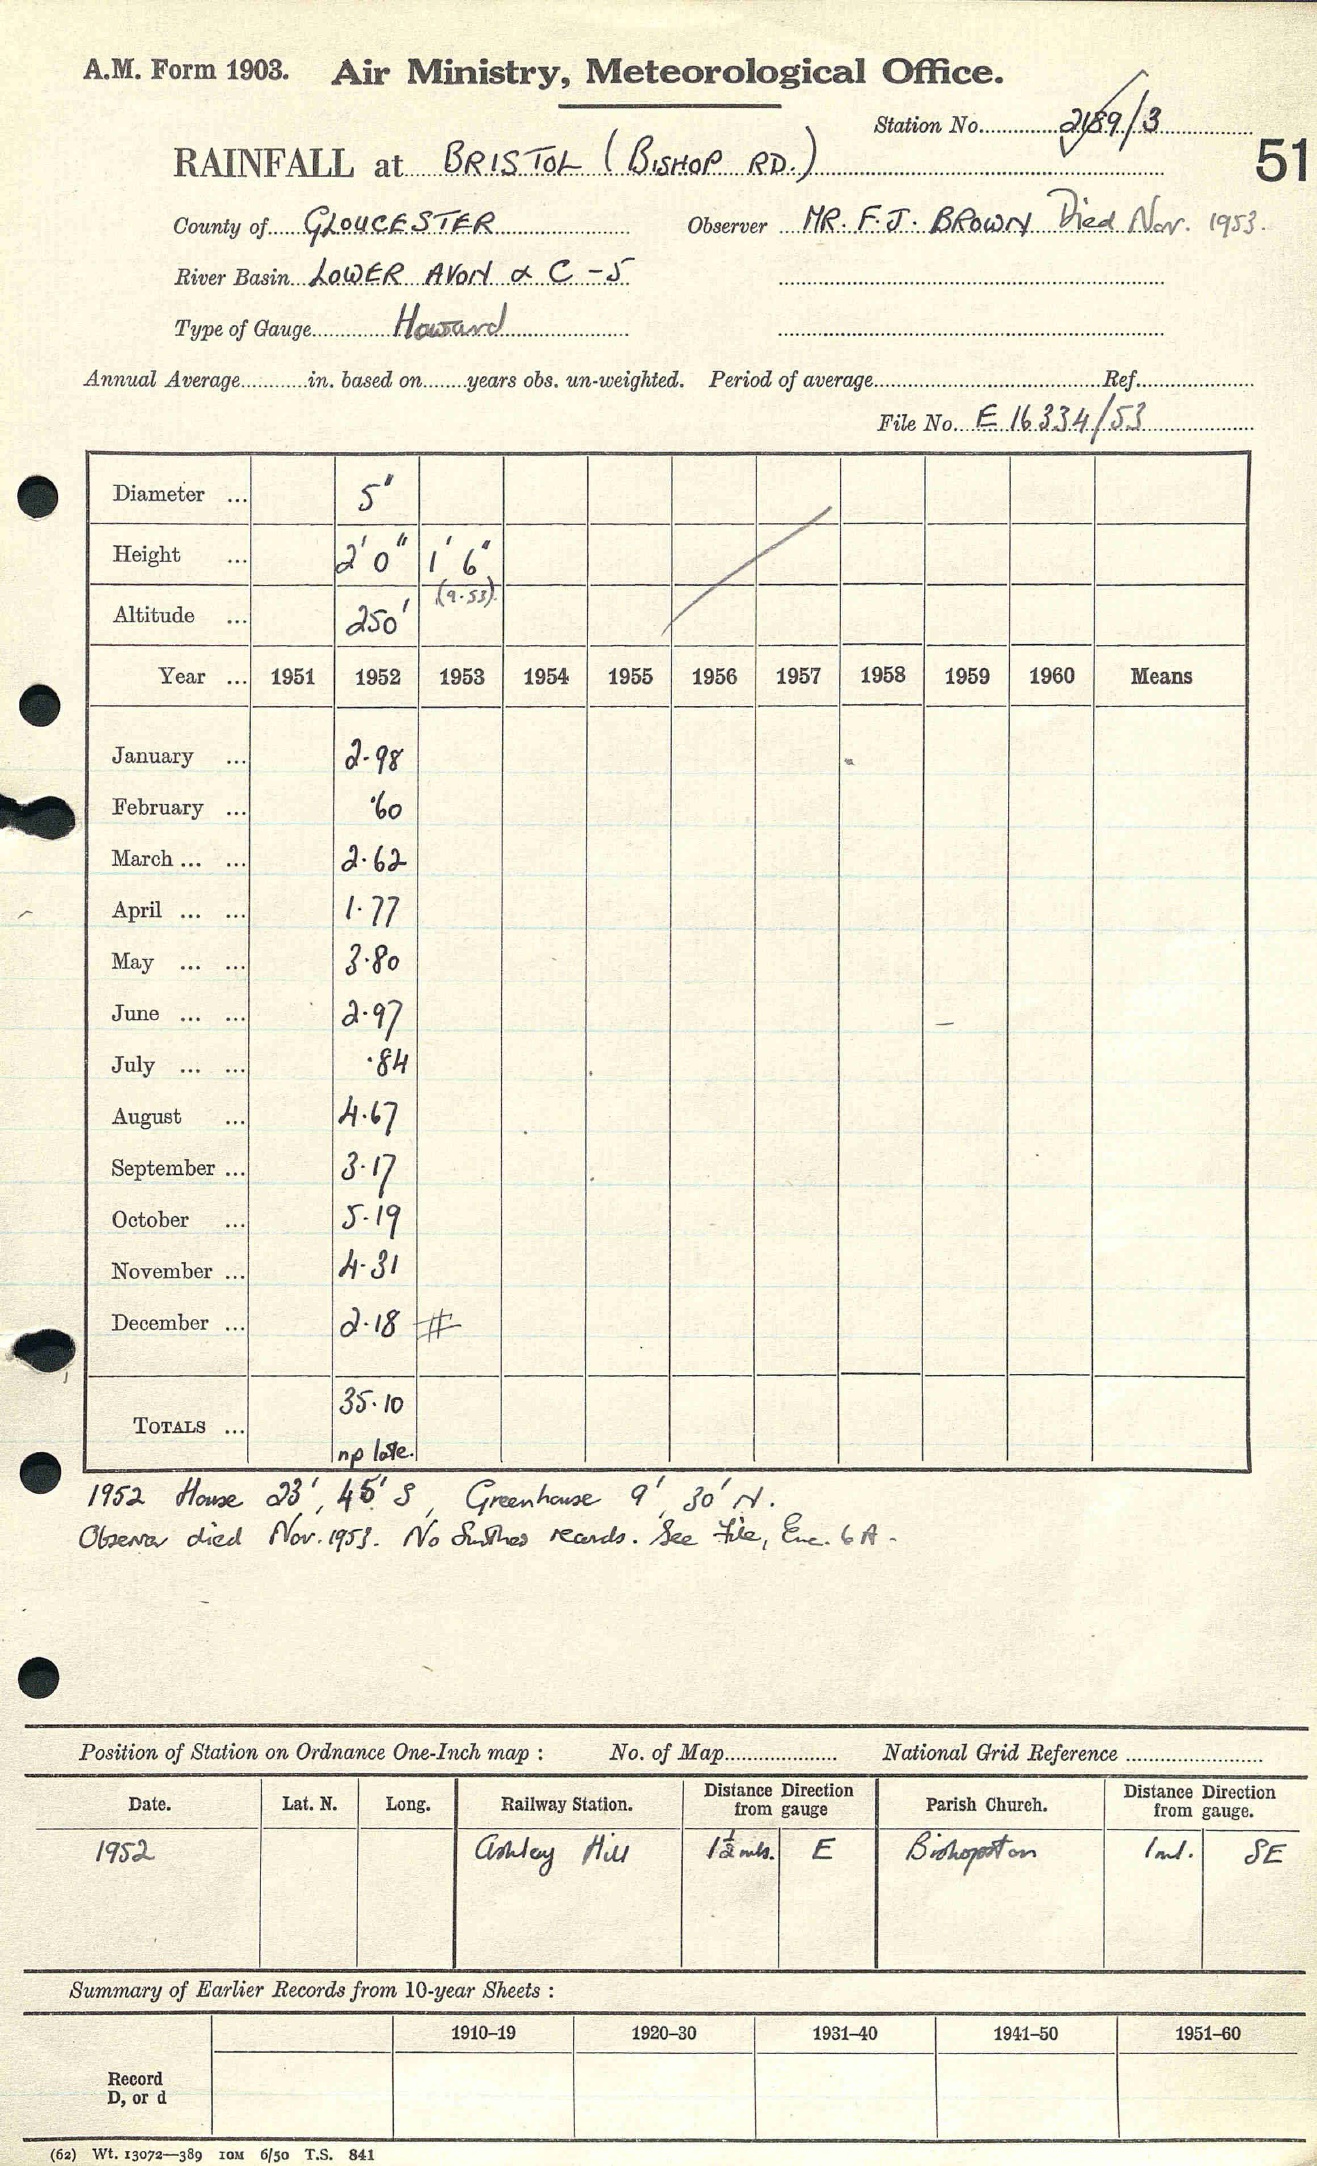 A.M. Form 1903. Air Ministry, Meteorological Office.
Station No. 2189/3
51
RAINFALL at BRISTOL (BISHOP RD.)
County of GLOUCESTER Observer MR. F.J. BROWN Died Nov. 1953.
River Basin LOWER AVON & C -5
Type of Gauge Howard
Annual Average in. based on years obs. un-weighted. Period of average Ref.
File No. E 16334/53
Diameter ... 5"
Height ... 2' 0" 1' 6"
(9.53)
Altitude ... 250'
Year ... 1951 1952 1953 1954 1955 1956 1957 1958 1959 1960 Means
January ... 2.98
February ... .60
March ... ... 2.62
April ... ... 1.77
May ... ... 3.80
June ... ... 2.97
July ... ... .84
August ... 4.67
September ... 3.17
October ... 5.19
November ... 4.31
December ... 2.18 #
TOTALS ... 35.10
np late.
1952 House 23', 45' S, Greenhouse 9', 30' N.
Observer died Nov. 1953. No further records. See File, Enc. 6A.
Position of Station on Ordnance One-Inch map : No. of Map National Grid Reference
Date. Lat. N. Long. Railway Station. Distance Direction from gauge Parish Church. Distance Direction from gauge.
1952 Ashley Hill 1½ mls. E Bishopston 1 ml. SE
Summary of Earlier Records from 10-year Sheets :
1910–19 1920–30 1931–40 1941–50 1951–60
Record
D, or d
(62) Wt. 13072—389 10M 6/50 T.S. 841